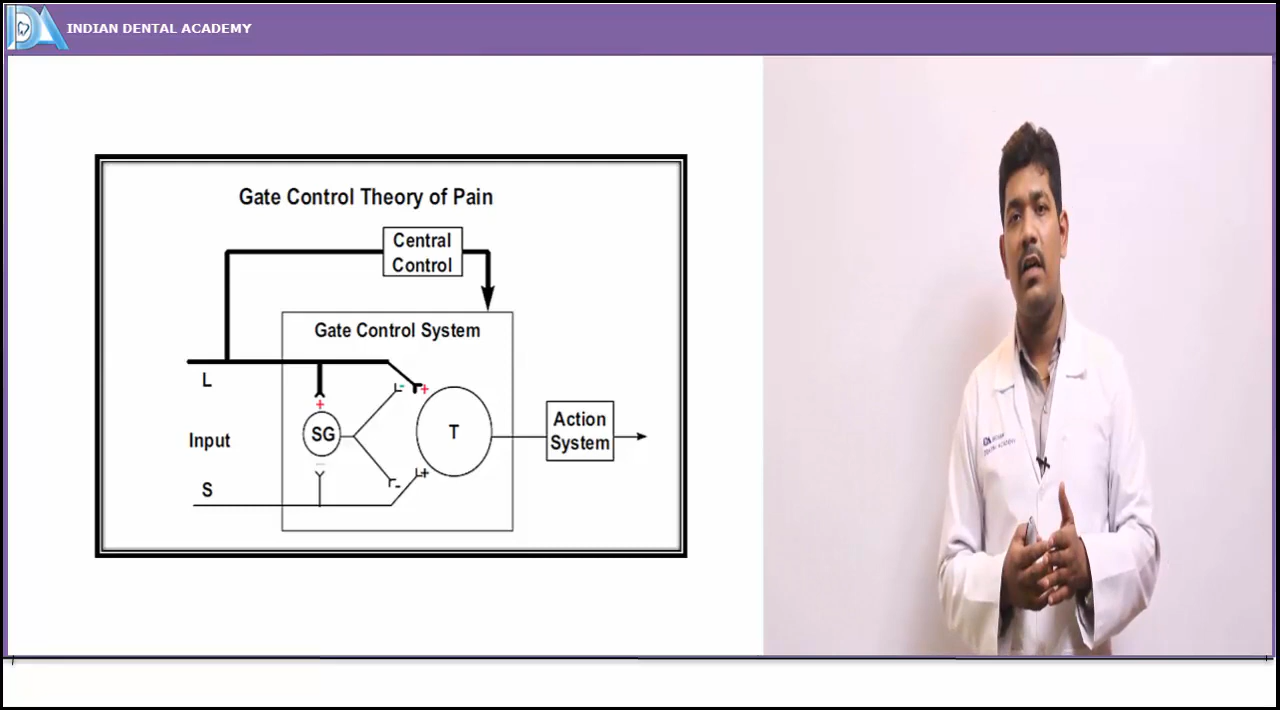 INDIAN DENTAL ACADEMY
Gate Control Theory of Pain
Central
Control
Gate Control System
L
-
+
+
SG
T
Action
System
Input
-
+
S